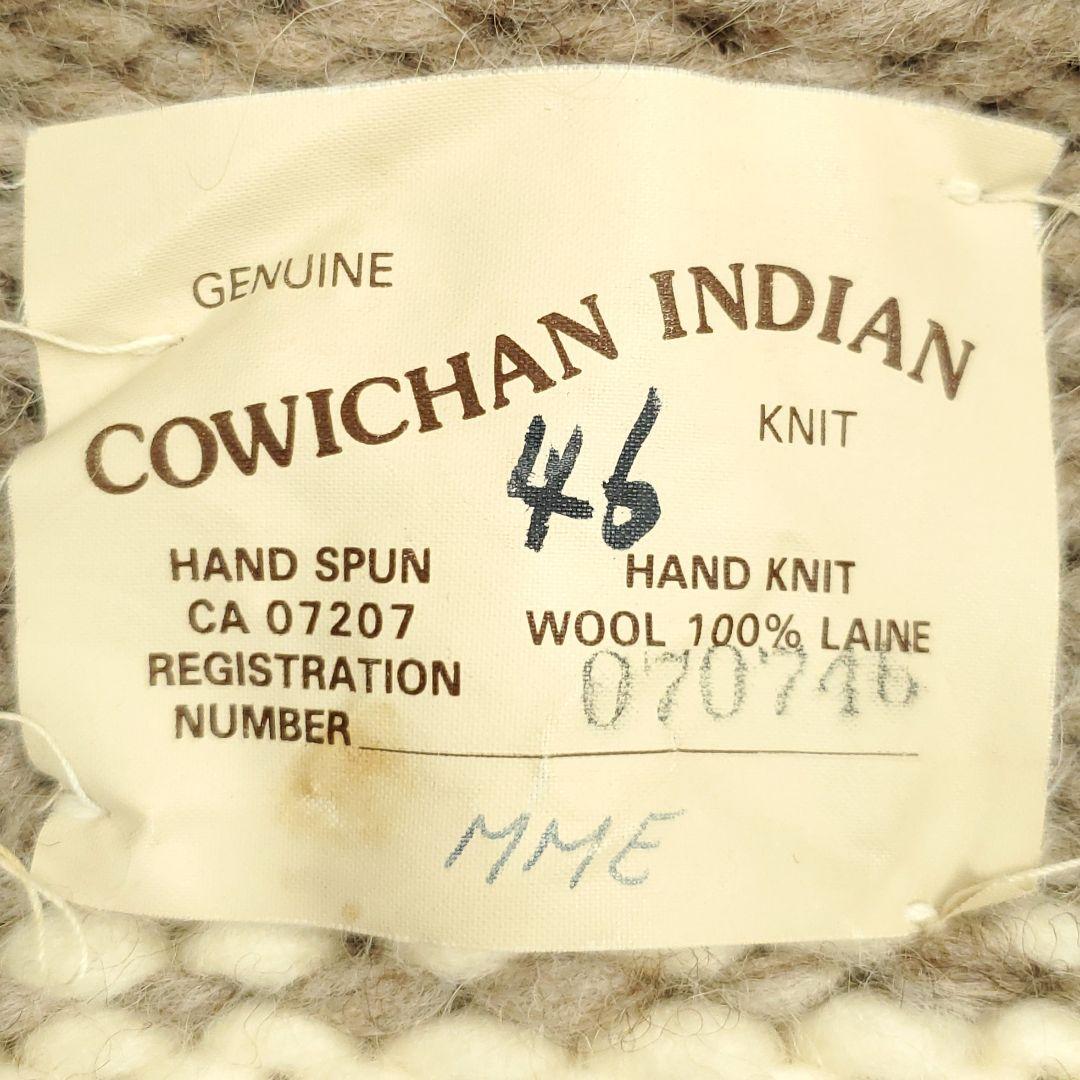 GENUINE
COWICHAN INDIAN
KNIT
46
HAND SPUN
CA 07207
REGISTRATION
NUMBER
HAND KNIT
WOOL 100% LAINE
070746
MME